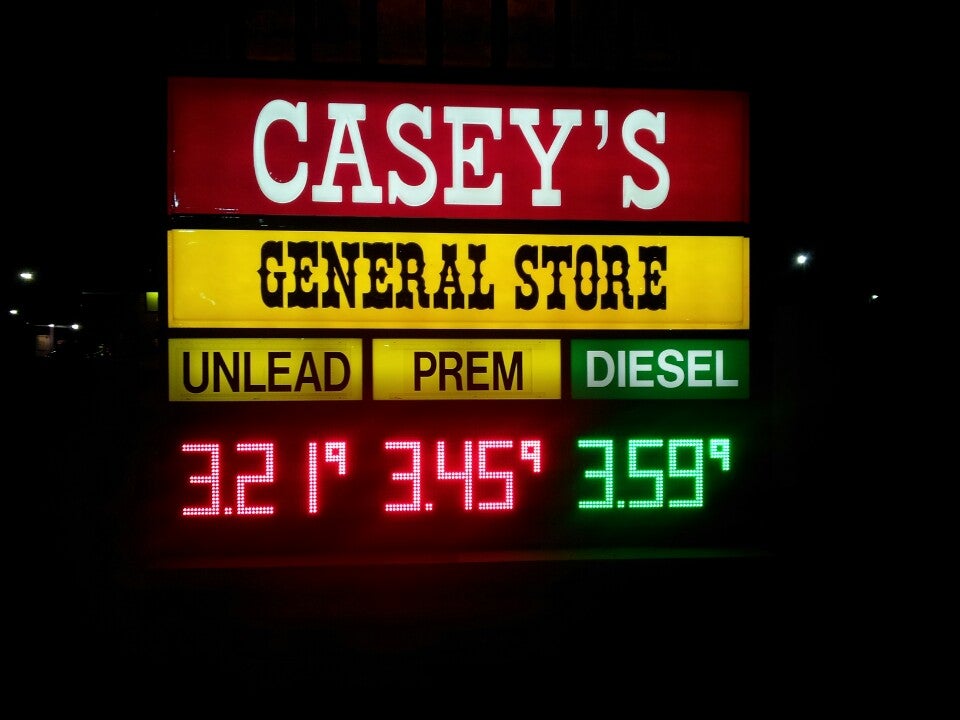 CASEY'S
GENERAL STORE
UNLEAD PREM DIESEL
3.219 3.459 3.599